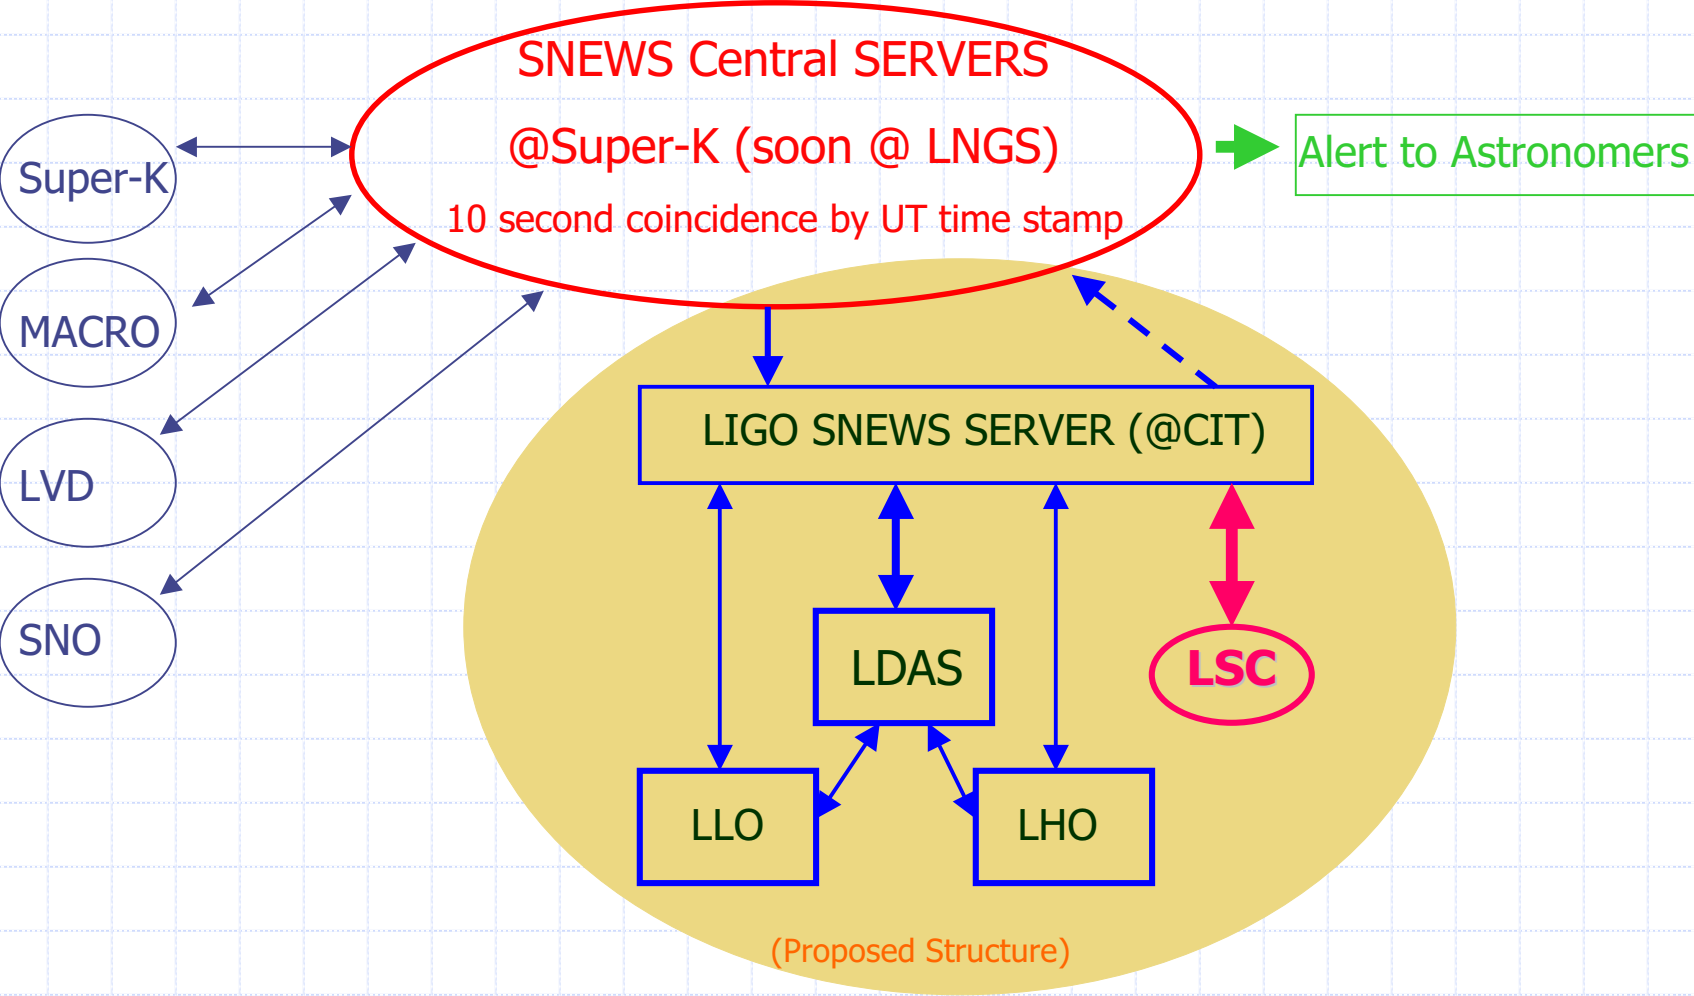 SNEWS Central SERVERS
@Super-K (soon @ LNGS)
10 second coincidence by UT time stamp
Alert to Astronomers
Super-K
MACRO
LVD
SNO
LIGO SNEWS SERVER (@CIT)
LDAS
LSC
LLO
LHO
(Proposed Structure)